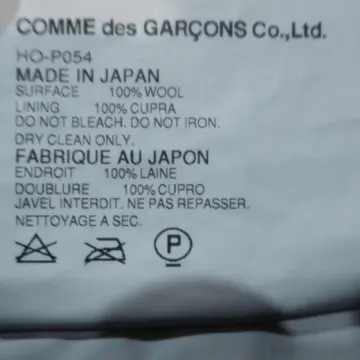 COMME des GARÇONS Co.,Ltd.
HO-P054
MADE IN JAPAN
SURFACE 100% WOOL
LINING 100% CUPRA
DO NOT BLEACH. DO NOT IRON.
DRY CLEAN ONLY.
FABRIQUE AU JAPON
ENDROIT 100% LAINE
DOUBLURE 100% CUPRO
JAVEL INTERDIT. NE PAS REPASSER.
NETTOYAGE A SEC.
P